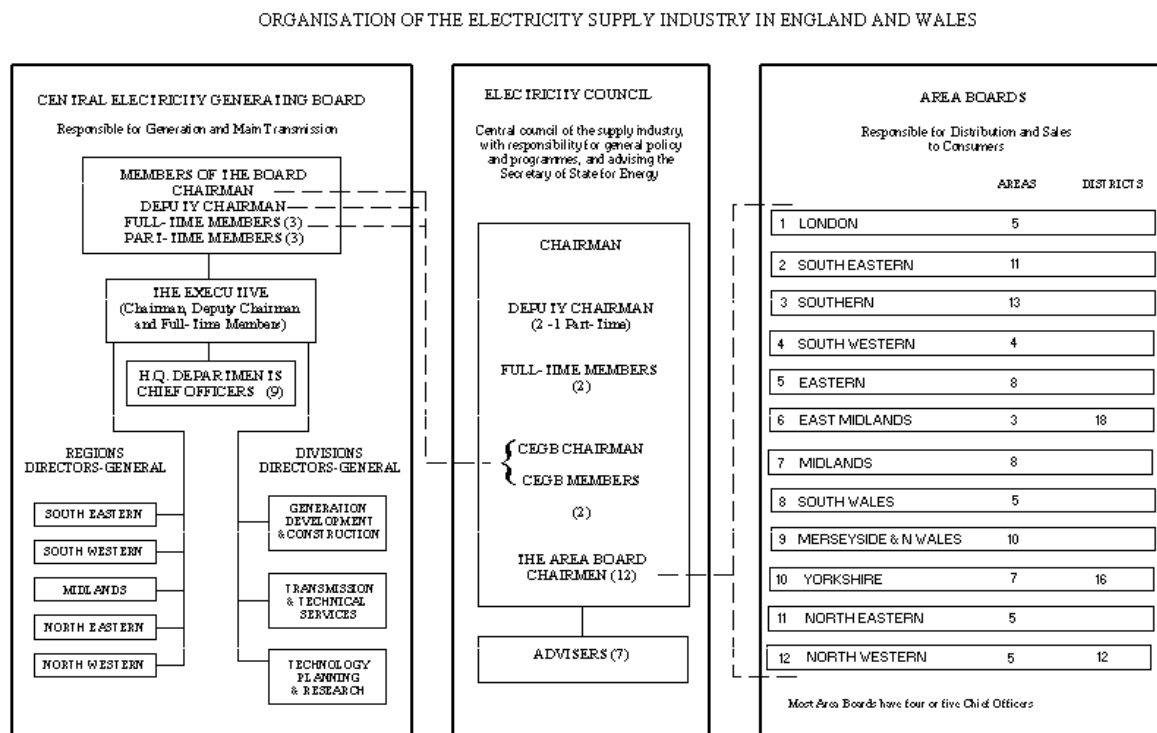 ORGANISATION OF THE ELECTRICITY SUPPLY INDUSTRY IN ENGLAND AND WALES
CENTRAL ELECTRICITY GENERATING BOARD
Responsible for Generation and Main Transmission
MEMBERS OF THE BOARD
CHAIRMAN
DEPUTY CHAIRMAN
FULL-TIME MEMBERS (3)
PART-TIME MEMBERS (3)
THE EXECUTIVE
(Chairman, Deputy Chairman
and Full-Time Members)
H.Q. DEPARTMENTS
CHIEF OFFICERS (9)
REGIONS
DIRECTORS-GENERAL
SOUTH EASTERN
SOUTH WESTERN
MIDLANDS
NORTH EASTERN
NORTH WESTERN
DIVISIONS
DIRECTORS-GENERAL
GENERATION
DEVELOPMENT
& CONSTRUCTION
TRANSMISSION
& TECHNICAL
SERVICES
TECHNOLOGY
PLANNING
& RESEARCH
ELECTRICITY COUNCIL
Central council of the supply industry,
with responsibility for general policy
and programmes, and advising the
Secretary of State for Energy
CHAIRMAN
DEPUTY CHAIRMAN
(2 -1 Part-Time)
FULL-TIME MEMBERS
(2)
{ CEGB CHAIRMAN
CEGB MEMBERS
(2)
THE AREA BOARD
CHAIRMEN (12)
ADVISERS (7)
AREA BOARDS
Responsible for Distribution and Sales
to Consumers
AREAS DISTRICTS
1 LONDON 5
2 SOUTH EASTERN 11
3 SOUTHERN 13
4 SOUTH WESTERN 4
5 EASTERN 8
6 EAST MIDLANDS 3 18
7 MIDLANDS 8
8 SOUTH WALES 5
9 MERSEYSIDE & N WALES 10
10 YORKSHIRE 7 16
11 NORTH EASTERN 5
12 NORTH WESTERN 5 12
Most Area Boards have four or five Chief Officers